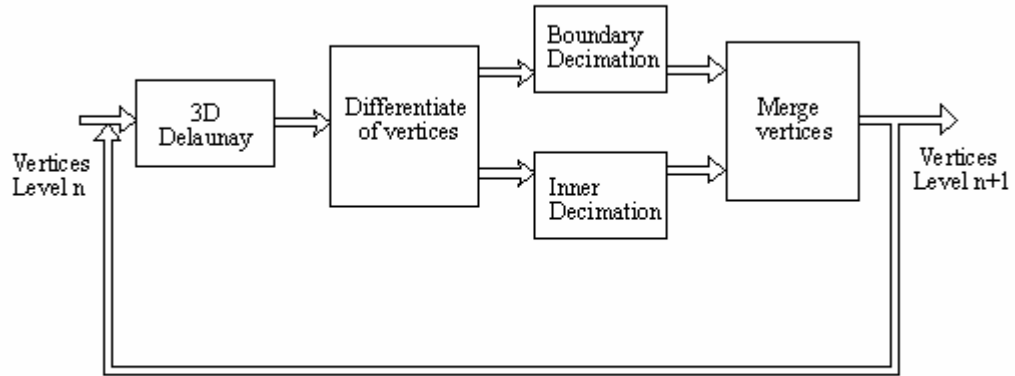 Vertices
Level n
3D
Delaunay
Differentiate
of vertices
Boundary
Decimation
Inner
Decimation
Merge
vertices
Vertices
Level n+1